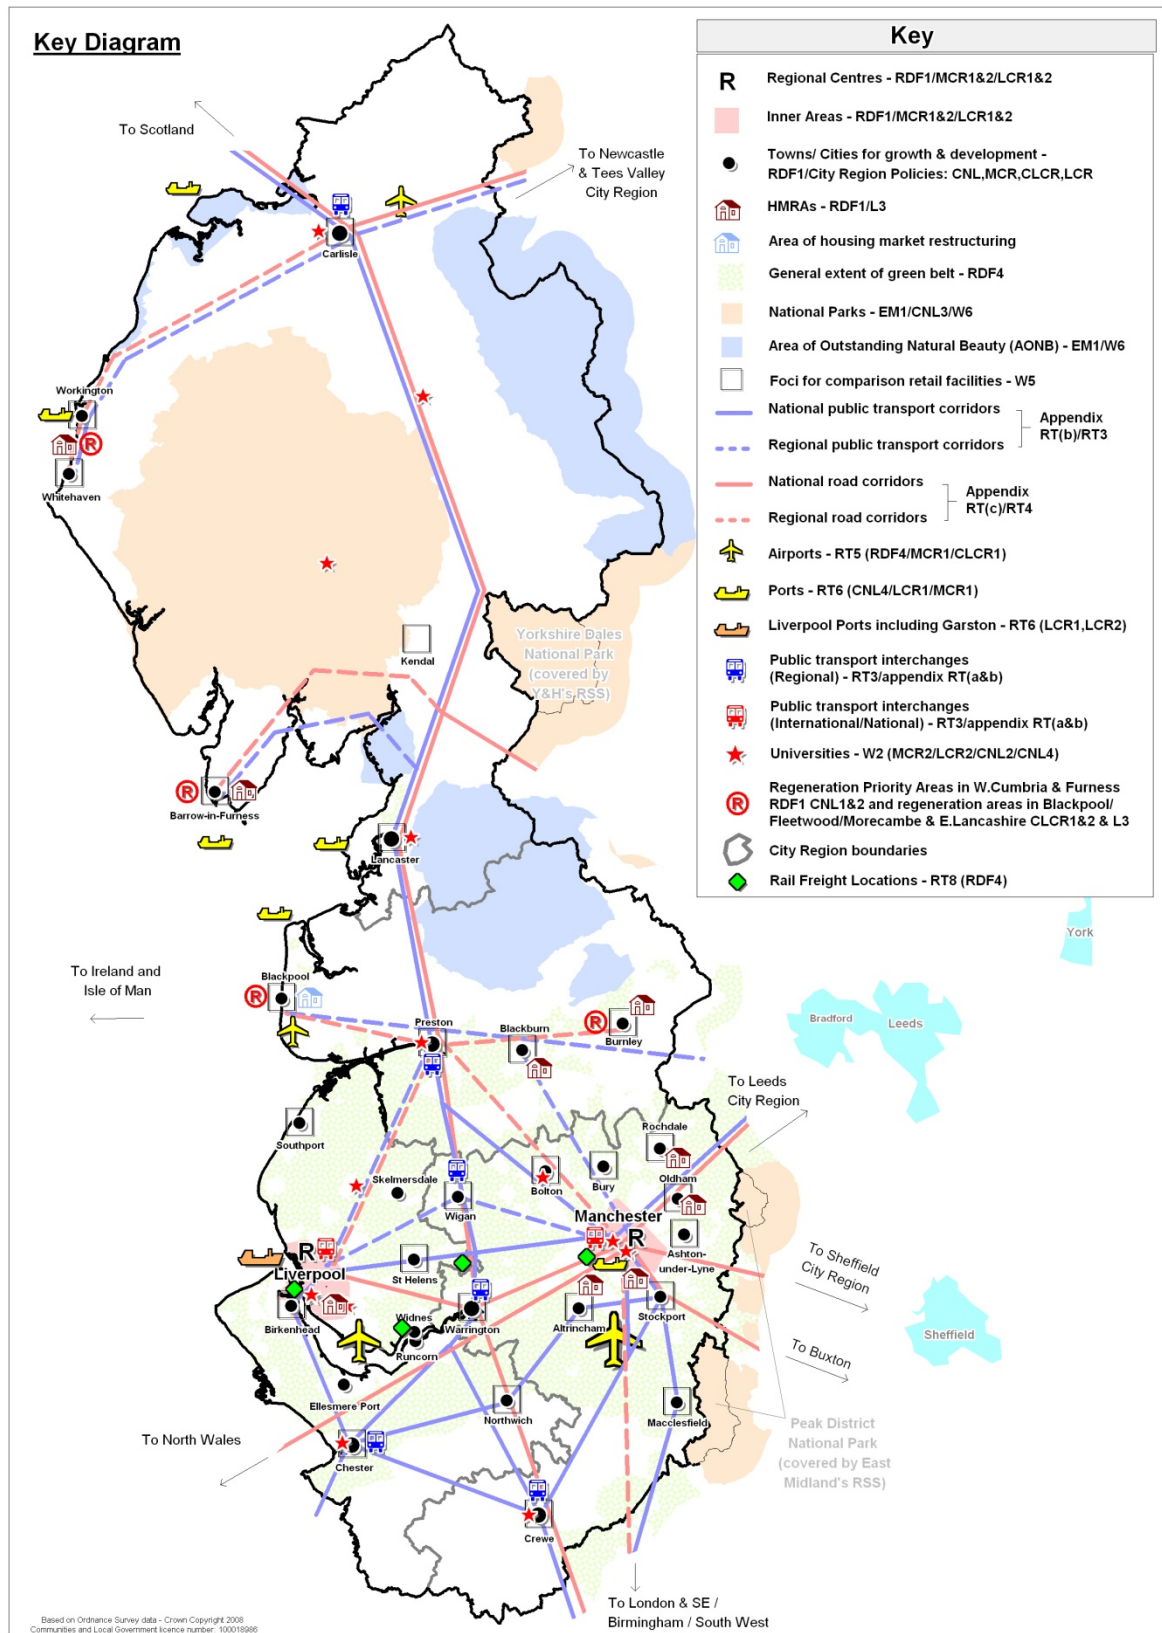 Key Diagram
Key
R Regional Centres - RDF1/MCR1&2/LCR1&2
Inner Areas - RDF1/MCR1&2/LCR1&2
Towns/ Cities for growth & development -
RDF1/City Region Policies: CNL,MCR,CLCR,LCR
HMRAs - RDF1/L3
Area of housing market restructuring
General extent of green belt - RDF4
National Parks - EM1/CNL3/W6
Area of Outstanding Natural Beauty (AONB) - EM1/W6
Foci for comparison retail facilities - W5
National public transport corridors
Regional public transport corridors
Appendix
RT(b)/RT3
National road corridors
Regional road corridors
Appendix
RT(c)/RT4
Airports - RT5 (RDF4/MCR1/CLCR1)
Ports - RT6 (CNL4/LCR1/MCR1)
Liverpool Ports including Garston - RT6 (LCR1,LCR2)
Public transport interchanges
(Regional) - RT3/appendix RT(a&b)
Public transport interchanges
(International/National) - RT3/appendix RT(a&b)
Universities - W2 (MCR2/LCR2/CNL2/CNL4)
R Regeneration Priority Areas in W.Cumbria & Furness
RDF1 CNL1&2 and regeneration areas in Blackpool/
Fleetwood/Morecambe & E.Lancashire CLCR1&2 & L3
City Region boundaries
Rail Freight Locations - RT8 (RDF4)
To Scotland
To Newcastle
& Tees Valley
City Region
Carlisle
Workington
R
Whitehaven
Kendal
Yorkshire Dales
National Park
(covered by
Y&H's RSS)
R
Barrow-in-Furness
Lancaster
York
To Ireland and
Isle of Man
Blackpool
R
Preston
Blackburn
R
Burnley
Bradford
Leeds
To Leeds
City Region
Southport
Rochdale
Skelmersdale
Bolton
Bury
Oldham
Wigan
Manchester
R
R
Liverpool
St Helens
Ashton-
under-Lyne
To Sheffield
City Region
Birkenhead
Widnes
Runcorn
Warrington
Altrincham
Stockport
Sheffield
To Buxton
Ellesmere Port
Northwich
Macclesfield
Peak District
National Park
(covered by East
Midland's RSS)
To North Wales
Chester
Crewe
To London & SE /
Birmingham / South West
Based on Ordnance Survey data - Crown Copyright 2008
Communities and Local Government licence number: 100018986